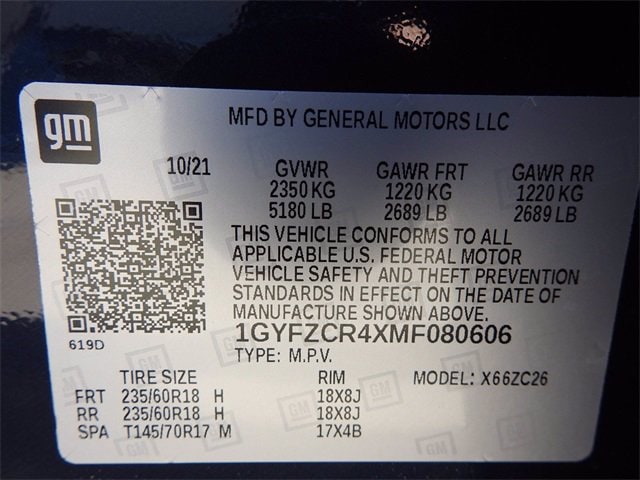 gm
MFD BY GENERAL MOTORS LLC
10/21 GVWR GAWR FRT GAWR RR
2350 KG 1220 KG 1220 KG
5180 LB 2689 LB 2689 LB
THIS VEHICLE CONFORMS TO ALL
APPLICABLE U.S. FEDERAL MOTOR
VEHICLE SAFETY AND THEFT PREVENTION
STANDARDS IN EFFECT ON THE DATE OF
MANUFACTURE SHOWN ABOVE.
619D
1GYFZCR4XMF080606
TYPE: M.P.V.
TIRE SIZE RIM MODEL: X66ZC26
FRT 235/60R18 H 18X8J
RR 235/60R18 H 18X8J
SPA T145/70R17 M 17X4B